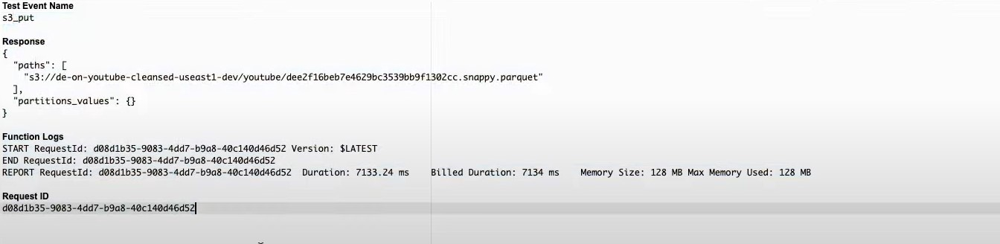 Test Event Name
s3_put
Response
{
"paths": [
"s3://de-on-youtube-cleansed-useast1-dev/youtube/dee2f16beb7e4629bc3539bb9f1302cc.snappy.parquet"
],
"partitions_values": {}
}
Function Logs
START RequestId: d08d1b35-9083-4dd7-b9a8-40c140d46d52 Version: $LATEST
END RequestId: d08d1b35-9083-4dd7-b9a8-40c140d46d52
REPORT RequestId: d08d1b35-9083-4dd7-b9a8-40c140d46d52 Duration: 7133.24 ms Billed Duration: 7134 ms Memory Size: 128 MB Max Memory Used: 128 MB
Request ID
d08d1b35-9083-4dd7-b9a8-40c140d46d52